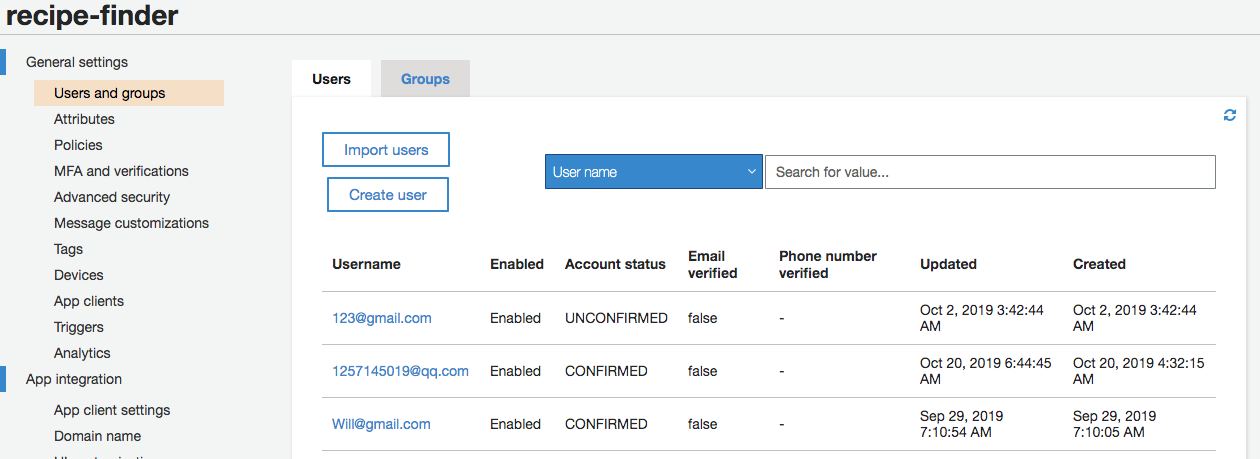 recipe-finder
General settings
Users and groups
Attributes
Policies
MFA and verifications
Advanced security
Message customizations
Tags
Devices
App clients
Triggers
Analytics
App integration
App client settings
Domain name
Users
Groups
Import users
Create user
User name
Search for value...
Username Enabled Account status Email verified Phone number verified Updated Created
123@gmail.com Enabled UNCONFIRMED false - Oct 2, 2019 3:42:44 AM Oct 2, 2019 3:42:44 AM
1257145019@qq.com Enabled CONFIRMED false - Oct 20, 2019 6:44:45 AM Oct 20, 2019 4:32:15 AM
Will@gmail.com Enabled CONFIRMED false - Sep 29, 2019 7:10:54 AM Sep 29, 2019 7:10:05 AM